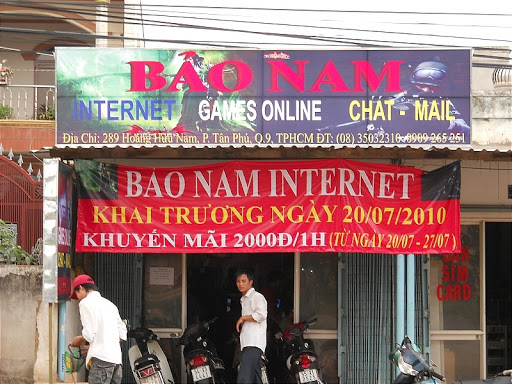 BẢO NAM
INTERNET GAMES ONLINE CHAT - MAIL
Địa Chỉ: 289 Hoàng Hữu Nam, P. Tân Phú, Q.9, TPHCM ĐT: (08) 35032310. 0909 265 251
BAO NAM INTERNET
KHAI TRƯƠNG NGÀY 20/07/2010
KHUYẾN MÃI 2000Đ/1H (TỪ NGÀY 20/07 - 27/07)
SIM
CARD